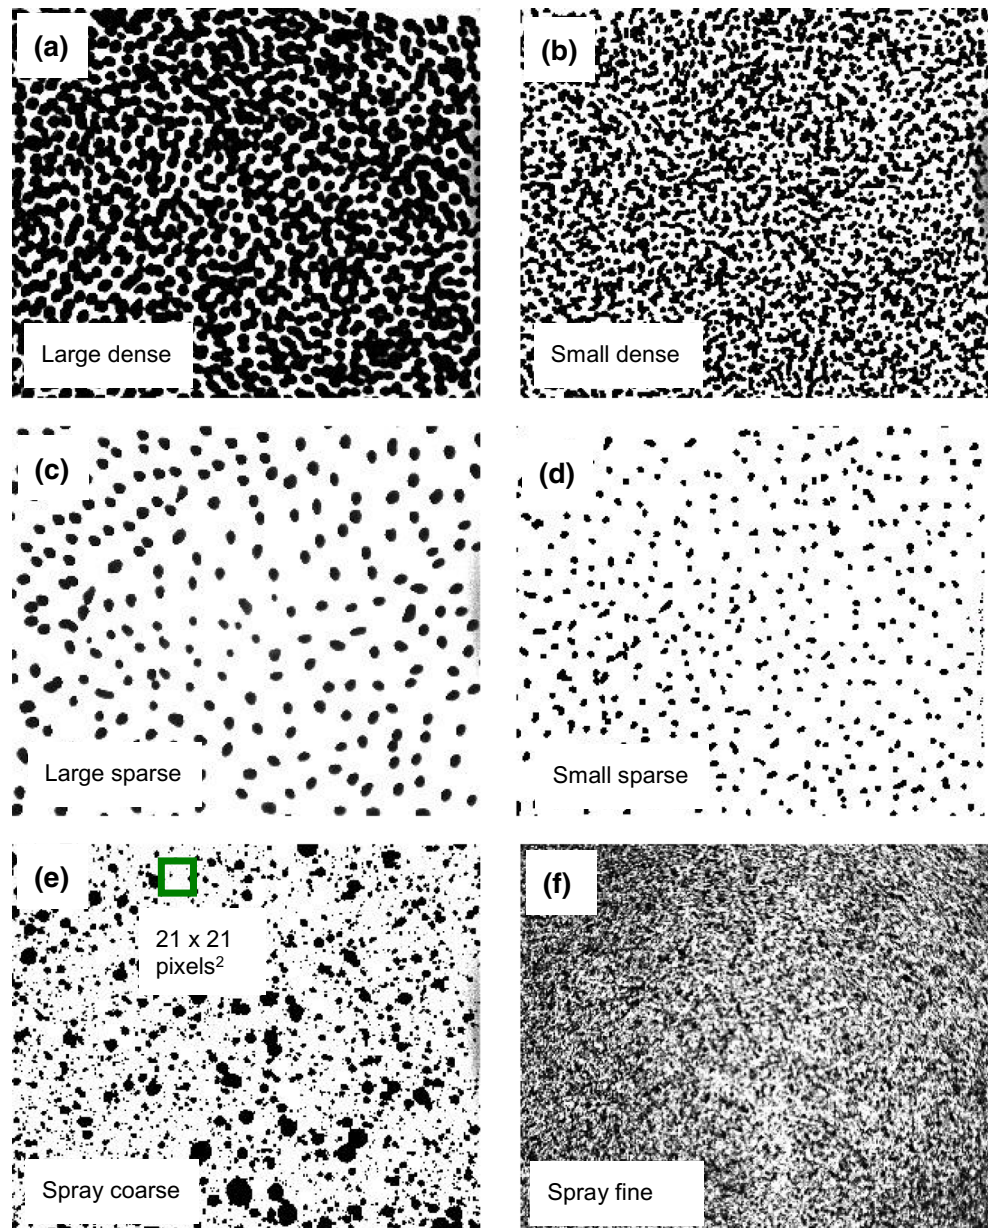 (a)
Large dense
(b)
Small dense
(c)
Large sparse
(d)
Small sparse
(e)
21 x 21
pixels²
Spray coarse
(f)
Spray fine